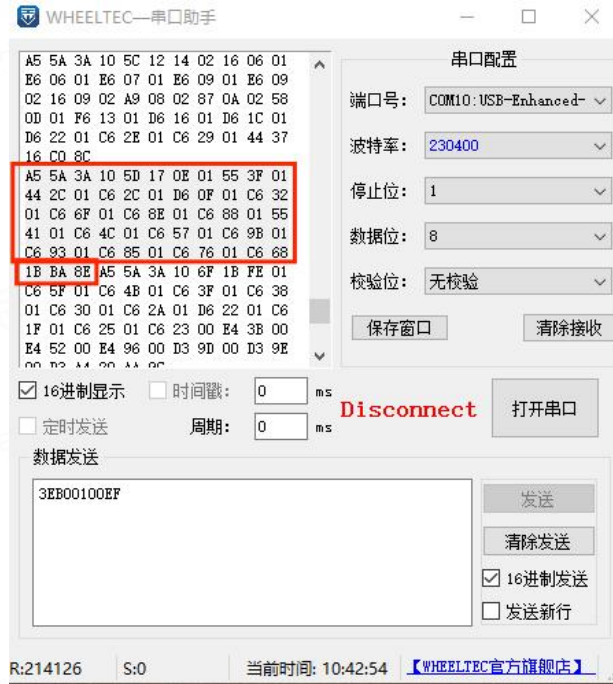 WHEELTEC—串口助手
A5 5A 3A 10 5C 12 14 02 16 06 01
E6 06 01 E6 07 01 E6 09 01 E6 09
02 16 09 02 A9 08 02 87 0A 02 58
0D 01 F6 13 01 D6 16 01 D6 1C 01
D6 22 01 C6 2E 01 C6 29 01 44 37
16 C0 8C
A5 5A 3A 10 5D 17 0E 01 55 3F 01
44 2C 01 C6 2C 01 D6 0F 01 C6 32
01 C6 6F 01 C6 8E 01 C6 88 01 55
41 01 C6 4C 01 C6 57 01 C6 9B 01
C6 93 01 C6 85 01 C6 76 01 C6 68
1B BA 8E A5 5A 3A 10 6F 1B FE 01
C6 5F 01 C6 4B 01 C6 3F 01 C6 38
01 C6 30 01 C6 2A 01 D6 22 01 C6
1F 01 C6 25 01 C6 23 00 E4 3B 00
E4 52 00 E4 96 00 D3 9D 00 D3 9E
串口配置
端口号: COM10:USB-Enhanced-
波特率: 230400
停止位: 1
数据位: 8
校验位: 无校验
保存窗口 清除接收
16进制显示 时间戳: 0 ms
定时发送 周期: 0 ms
Disconnect
打开串口
数据发送
3EB00100EF
发送
清除发送
16进制发送
发送新行
R:214126 S:0 当前时间: 10:42:54 【WHEELTEC官方旗舰店】